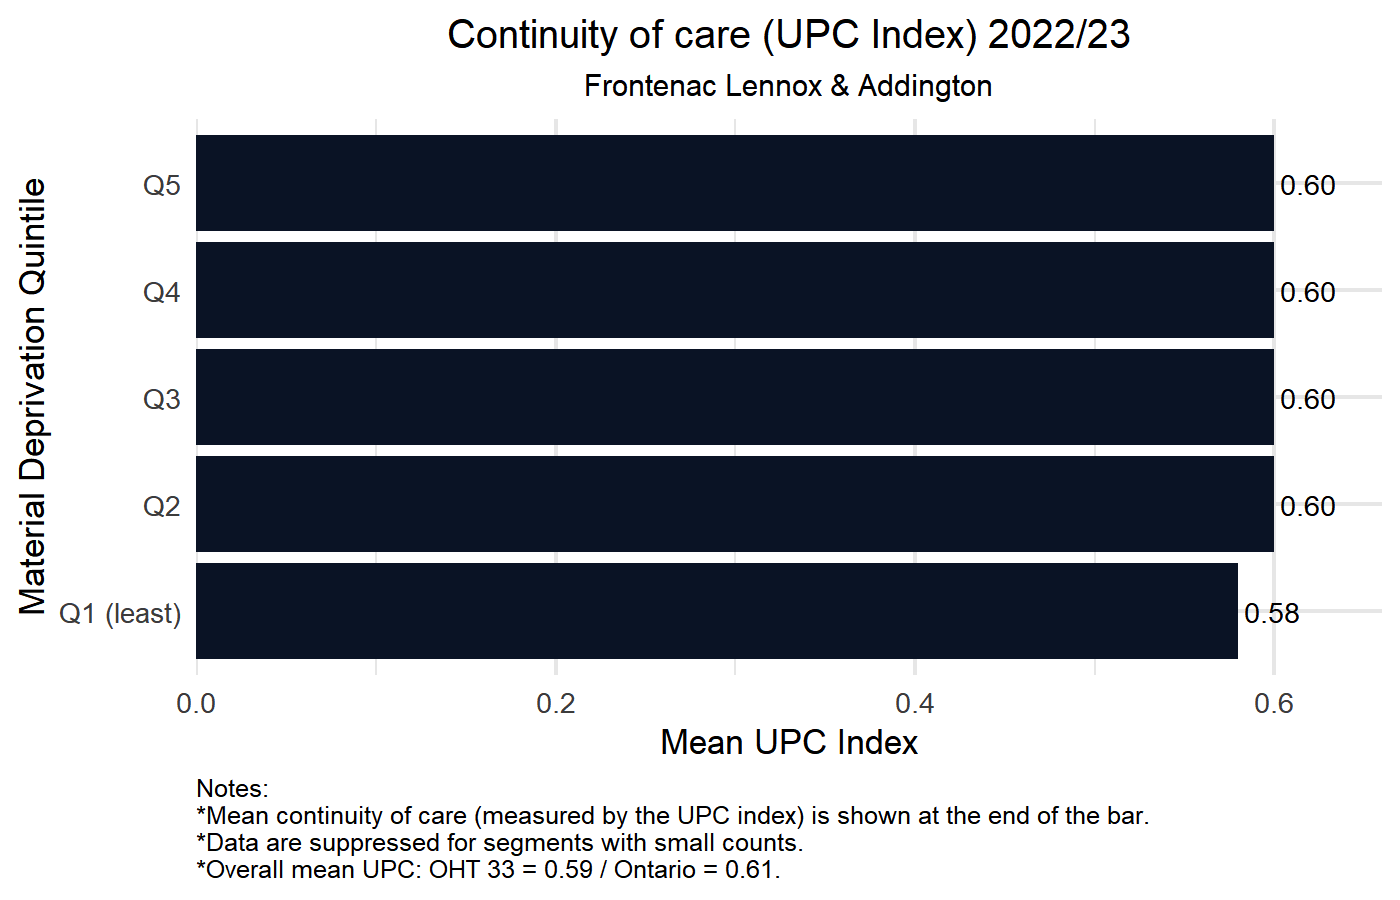 Continuity of care (UPC Index) 2022/23
Frontenac Lennox & Addington
Material Deprivation Quintile
Q5
0.60
Q4
0.60
Q3
0.60
Q2
0.60
Q1 (least)
0.58
0.0
0.2
0.4
0.6
Mean UPC Index
Notes:
*Mean continuity of care (measured by the UPC index) is shown at the end of the bar.
*Data are suppressed for segments with small counts.
*Overall mean UPC: OHT 33 = 0.59 / Ontario = 0.61.